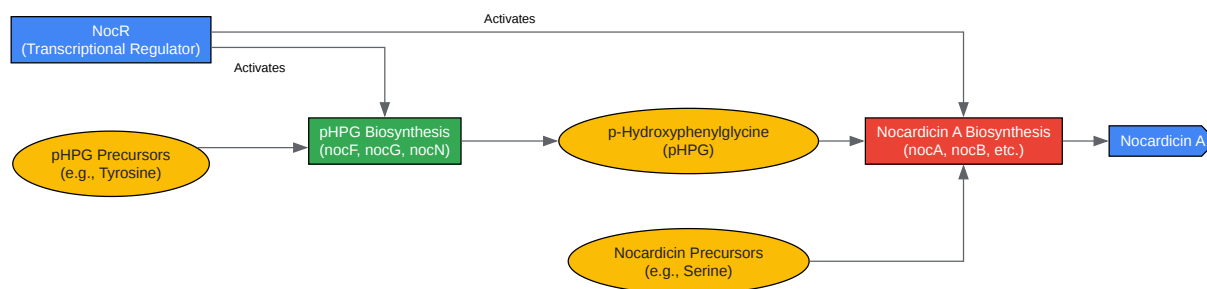 NocR
(Transcriptional Regulator)
Activates
Activates
pHPG Precursors
(e.g., Tyrosine)
pHPG Biosynthesis
(nocF, nocG, nocN)
p-Hydroxyphenylglycine
(pHPG)
Nocardicin A Biosynthesis
(nocA, nocB, etc.)
Nocardicin A
Nocardicin Precursors
(e.g., Serine)